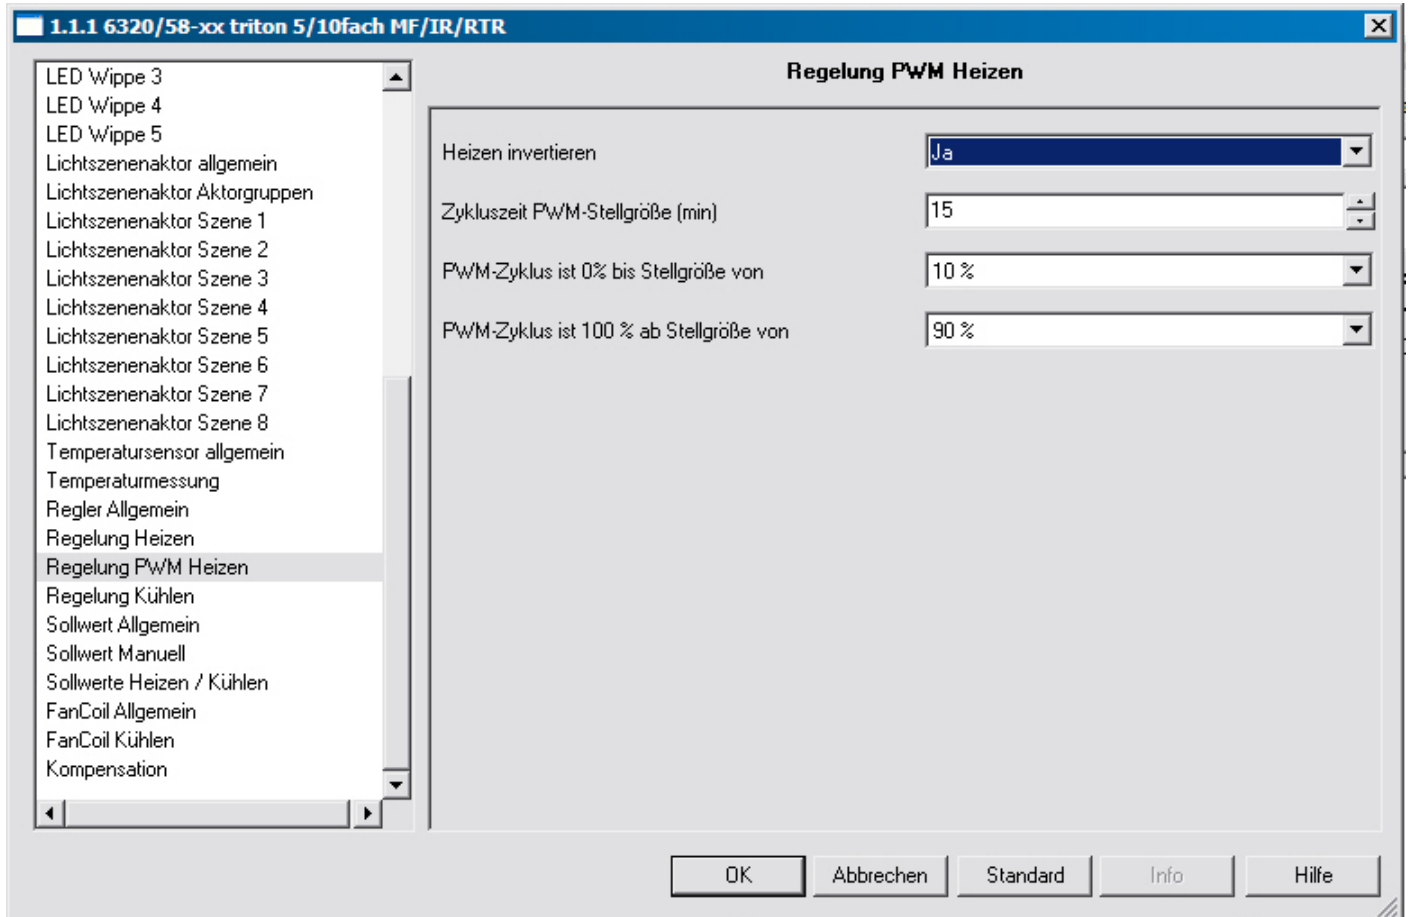 1.1.1 6320/58-xx triton 5/10fach MF/IR/RTR
LED Wippe 3
LED Wippe 4
LED Wippe 5
Lichtszenenaktor allgemein
Lichtszenenaktor Aktorgruppen
Lichtszenenaktor Szene 1
Lichtszenenaktor Szene 2
Lichtszenenaktor Szene 3
Lichtszenenaktor Szene 4
Lichtszenenaktor Szene 5
Lichtszenenaktor Szene 6
Lichtszenenaktor Szene 7
Lichtszenenaktor Szene 8
Temperatursensor allgemein
Temperaturmessung
Regler Allgemein
Regelung Heizen
Regelung PWM Heizen
Regelung Kühlen
Sollwert Allgemein
Sollwert Manuell
Sollwerte Heizen / Kühlen
FanCoil Allgemein
FanCoil Kühlen
Kompensation
Regelung PWM Heizen
Heizen invertieren Ja
Zykluszeit PWM-Stellgröße (min) 15
PWM-Zyklus ist 0% bis Stellgröße von 10 %
PWM-Zyklus ist 100 % ab Stellgröße von 90 %
OK Abbrechen Standard Info Hilfe